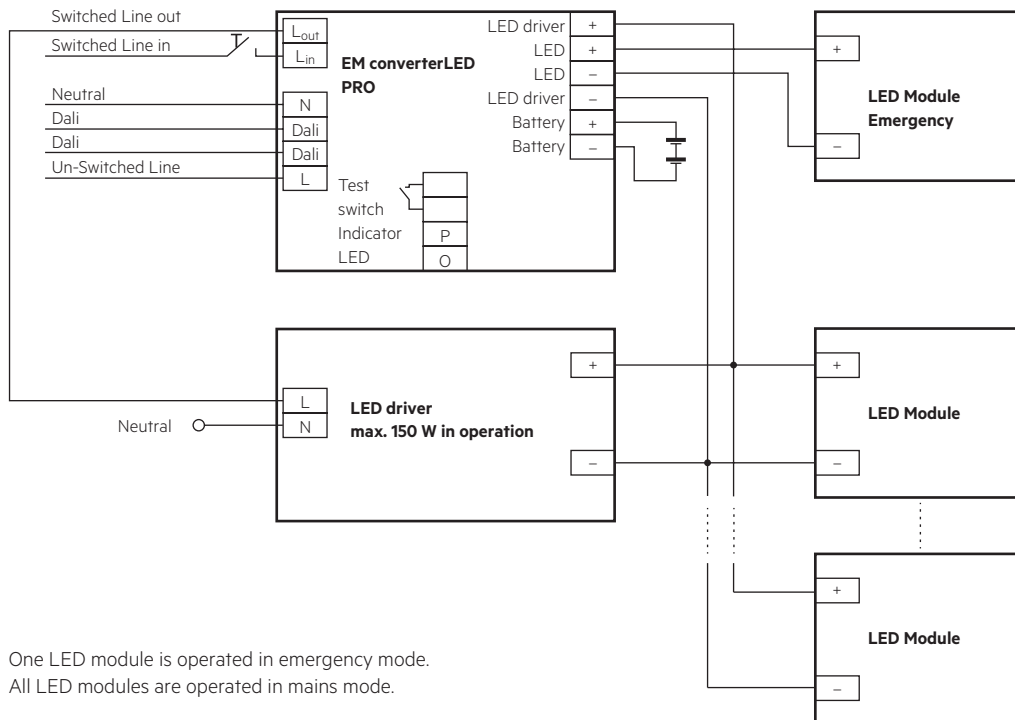 Switched Line out
Switched Line in
Neutral
Dali
Dali
Un-Switched Line
Lout
Lin
N
Dali
Dali
L
EM converterLED
PRO
Test
switch
Indicator
LED
P
O
LED driver +
LED +
LED –
LED driver –
Battery +
Battery –
+
–
LED Module
Emergency
Neutral
L
N
LED driver
max. 150 W in operation
+
–
+
–
LED Module
+
–
LED Module
One LED module is operated in emergency mode.
All LED modules are operated in mains mode.